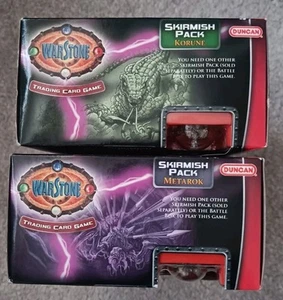 WARSTONE
TRADING CARD GAME
SKIRMISH
PACK
KORUNE
DUNCAN
YOU NEED ONE OTHER
SKIRMISH PACK (SOLD
SEPARATELY) OR THE BATTLE
BOX TO PLAY THIS GAME.
WARSTONE
TRADING CARD GAME
SKIRMISH
PACK
METAROK
DUNCAN
YOU NEED ONE OTHER
SKIRMISH PACK (SOLD
SEPARATELY) OR THE BATTLE
BOX TO PLAY THIS GAME.